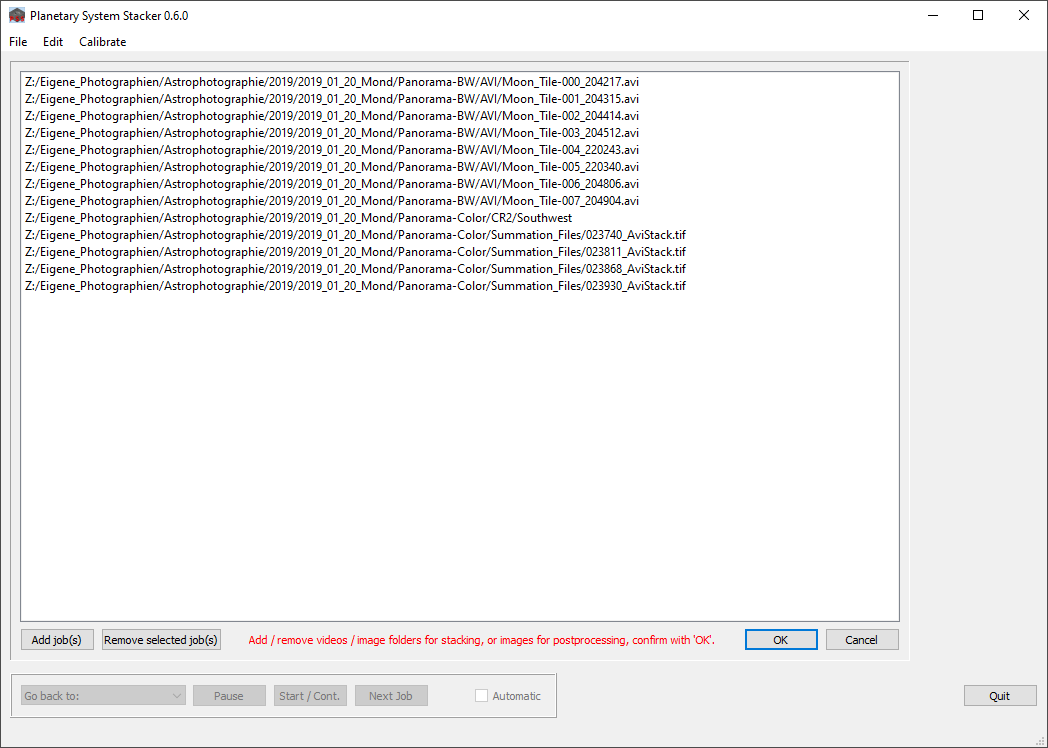 Planetary System Stacker 0.6.0
File Edit Calibrate
Z:/Eigene_Photographien/Astrophotographie/2019/2019_01_20_Mond/Panorama-BW/AVI/Moon_Tile-000_204217.avi
Z:/Eigene_Photographien/Astrophotographie/2019/2019_01_20_Mond/Panorama-BW/AVI/Moon_Tile-001_204315.avi
Z:/Eigene_Photographien/Astrophotographie/2019/2019_01_20_Mond/Panorama-BW/AVI/Moon_Tile-002_204414.avi
Z:/Eigene_Photographien/Astrophotographie/2019/2019_01_20_Mond/Panorama-BW/AVI/Moon_Tile-003_204512.avi
Z:/Eigene_Photographien/Astrophotographie/2019/2019_01_20_Mond/Panorama-BW/AVI/Moon_Tile-004_220243.avi
Z:/Eigene_Photographien/Astrophotographie/2019/2019_01_20_Mond/Panorama-BW/AVI/Moon_Tile-005_220340.avi
Z:/Eigene_Photographien/Astrophotographie/2019/2019_01_20_Mond/Panorama-BW/AVI/Moon_Tile-006_204806.avi
Z:/Eigene_Photographien/Astrophotographie/2019/2019_01_20_Mond/Panorama-BW/AVI/Moon_Tile-007_204904.avi
Z:/Eigene_Photographien/Astrophotographie/2019/2019_01_20_Mond/Panorama-Color/CR2/Southwest
Z:/Eigene_Photographien/Astrophotographie/2019/2019_01_20_Mond/Panorama-Color/Summation_Files/023740_AviStack.tif
Z:/Eigene_Photographien/Astrophotographie/2019/2019_01_20_Mond/Panorama-Color/Summation_Files/023811_AviStack.tif
Z:/Eigene_Photographien/Astrophotographie/2019/2019_01_20_Mond/Panorama-Color/Summation_Files/023868_AviStack.tif
Z:/Eigene_Photographien/Astrophotographie/2019/2019_01_20_Mond/Panorama-Color/Summation_Files/023930_AviStack.tif
Add job(s) Remove selected job(s) Add / remove videos / image folders for stacking, or images for postprocessing, confirm with 'OK'. OK Cancel
Go back to: Pause Start / Cont. Next Job Automatic Quit